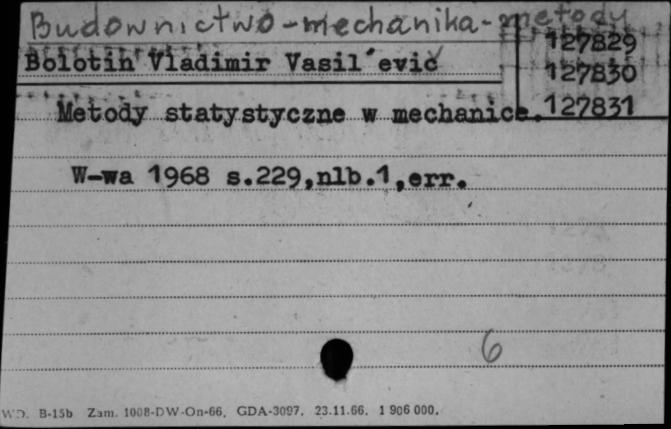 Budownictwo-mechanika-metody
127829
Bolotin Vladimir Vasil´evič
127830
Metody statystyczne w mechanice.
127831
W-wa 1968 s.229,nlb.1,err.
6
WD. B-15b Zam. 1008-DW-On-66. GDA-3097. 23.11.66. 1 906 000.